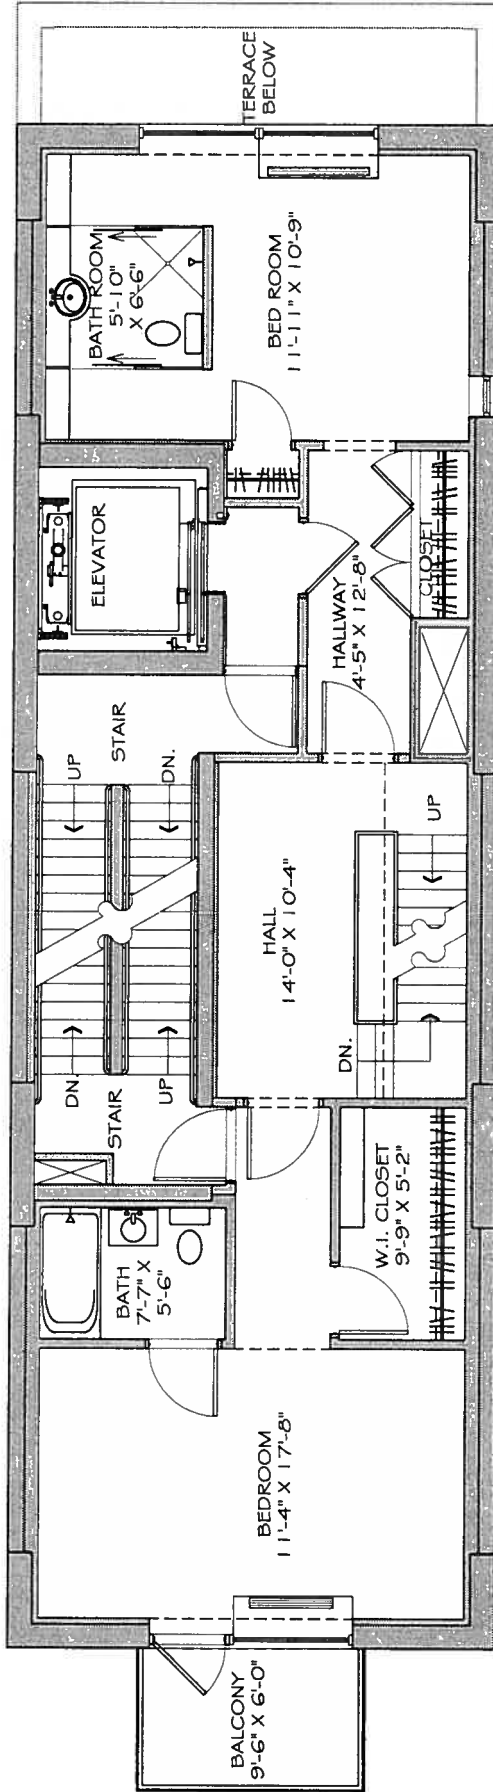 TERRACE
BELOW
BATH ROOM
5'-10"
X 6'-6"
BED ROOM
11'-11" X 10'-9"
ELEVATOR
HALLWAY
4'-5" X 12'-8"
CLOSET
STAIR
UP
DN.
HALL
14'-0" X 10'-4"
UP
DN.
DN.
UP
STAIR
BATH
7'-7" X
5'-6"
W.I. CLOSET
9'-9" X 5'-2"
BEDROOM
11'-4" X 17'-8"
BALCONY
9'-6" X 6'-0"